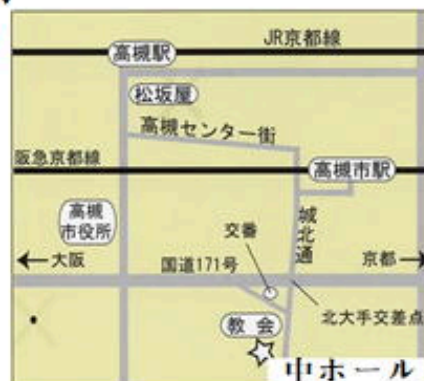 JR京都線
高槻駅
松坂屋
高槻センター街
阪急京都線
高槻市駅
高槻
市役所
交番
城北通
←大阪
国道171号
京都→
北大手交差点
教会
中ホール